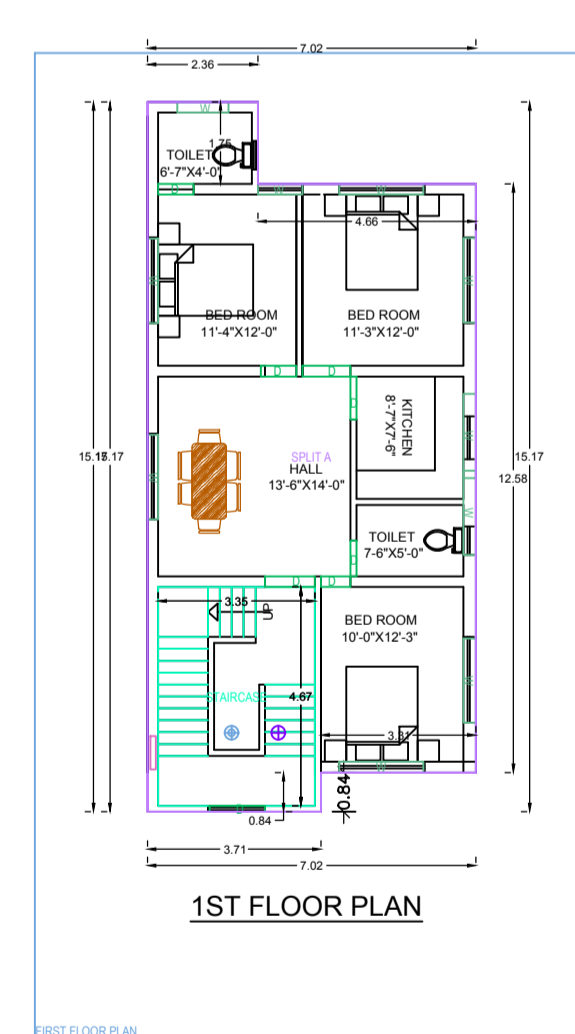 7.02
2.36
W
1.75
TOILET
6'-7"X4'-0"
D
W
W
4.66
W
W
BED ROOM
11'-4"X12'-0"
BED ROOM
11'-3"X12'-0"
D
D
D
KITCHEN
8'-7"X7'-6"
W
15.17
15.17
SPLIT A
HALL
13'-6"X14'-0"
W
15.17
12.58
W
TOILET
7'-6"X5'-0"
D
D
D
3.35
UP
BED ROOM
10'-0"X12'-3"
STAIRCASE
4.67
W
3.31
W
0.84
0.84
3.71
7.02
1ST FLOOR PLAN
FIRST FLOOR PLAN